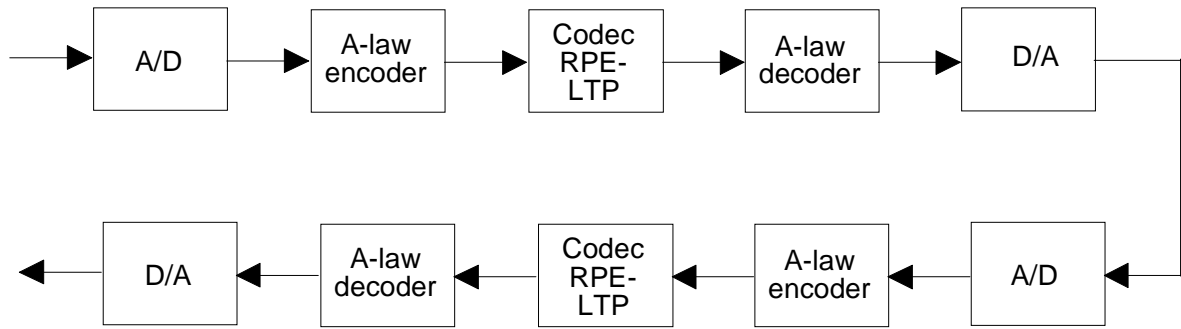 A/D
A-law
encoder
Codec
RPE-
LTP
A-law
decoder
D/A
D/A
A-law
decoder
Codec
RPE-
LTP
A-law
encoder
A/D